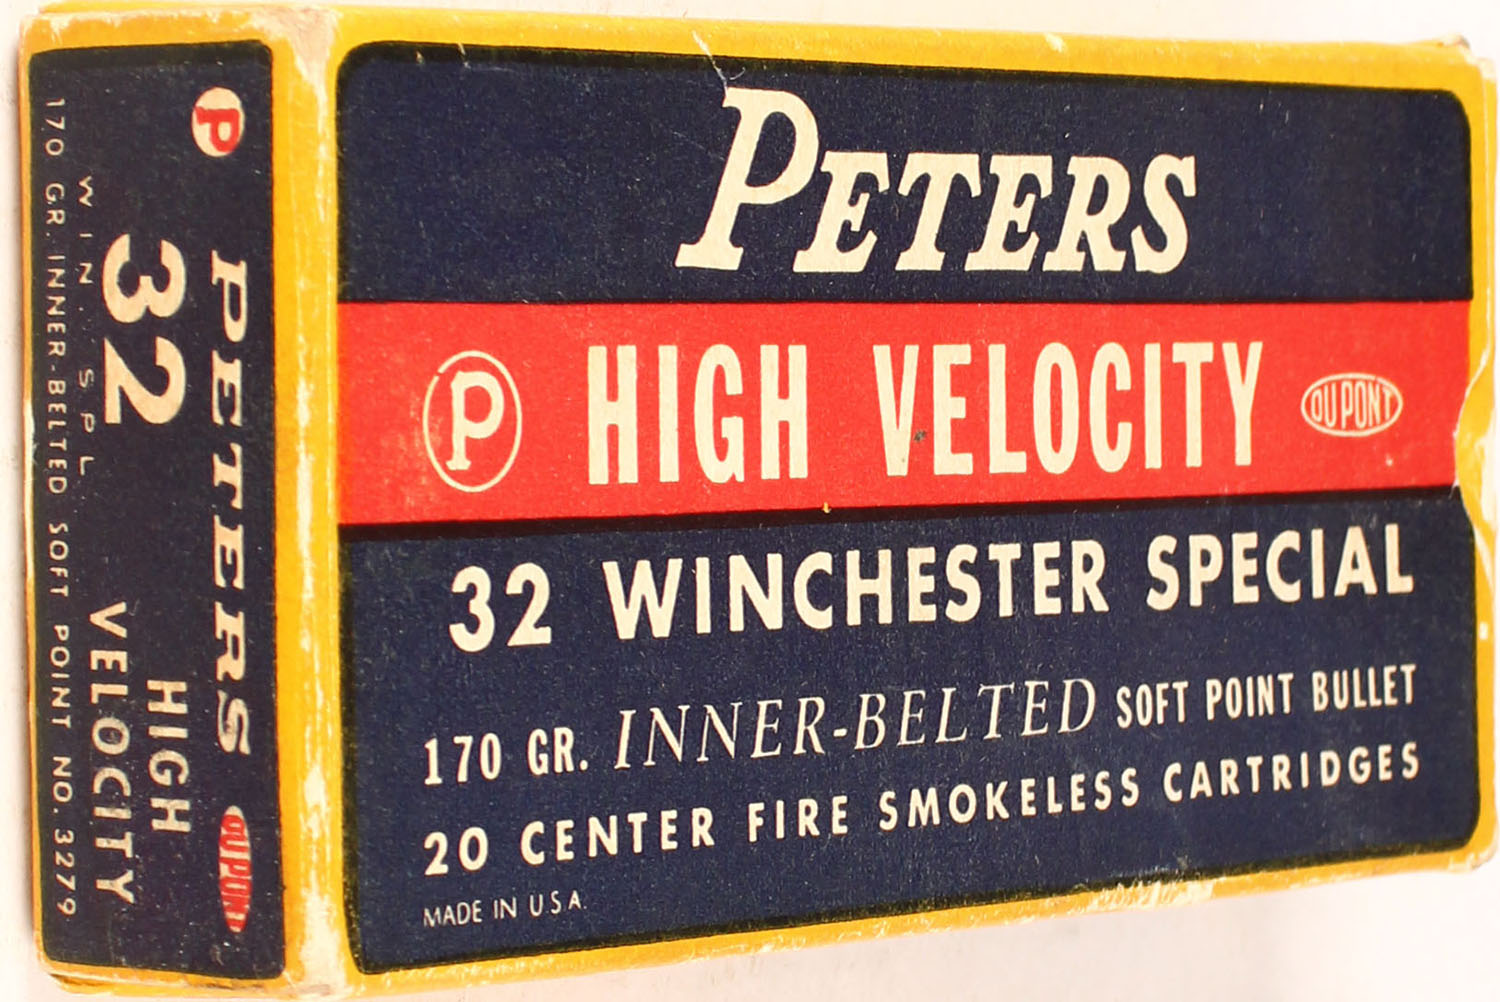 PETERS
P HIGH VELOCITY DU PONT
32 WINCHESTER SPECIAL
170 GR. INNER-BELTED SOFT POINT BULLET
20 CENTER FIRE SMOKELESS CARTRIDGES
MADE IN U.S.A.
P PETERS DU PONT
32 HIGH
VELOCITY
WIN. SPL
170 GR. INNER-BELTED SOFT POINT NO. 3279